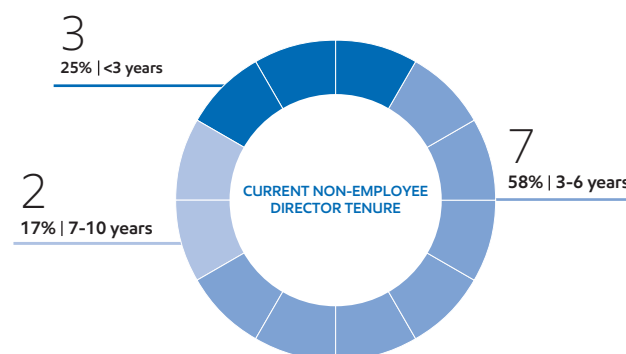 3
25% | <3 years
7
58% | 3-6 years
2
17% | 7-10 years
CURRENT NON-EMPLOYEE
DIRECTOR TENURE